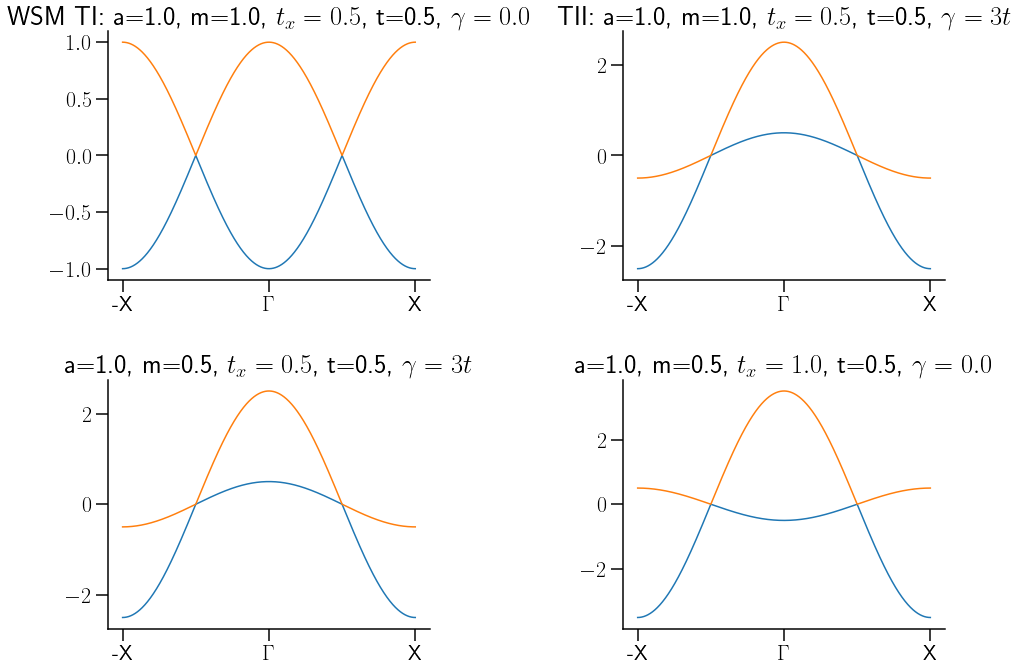 WSM TI: a=1.0, m=1.0, $t_x = 0.5$, t=0.5, $\gamma = 0.0$
1.0
0.5
0.0
−0.5
−1.0
-X Γ X
TII: a=1.0, m=1.0, $t_x = 0.5$, t=0.5, $\gamma = 3t$
2
0
−2
-X Γ X
a=1.0, m=0.5, $t_x = 0.5$, t=0.5, $\gamma = 3t$
2
0
−2
-X Γ X
a=1.0, m=0.5, $t_x = 1.0$, t=0.5, $\gamma = 0.0$
2
0
−2
-X Γ X